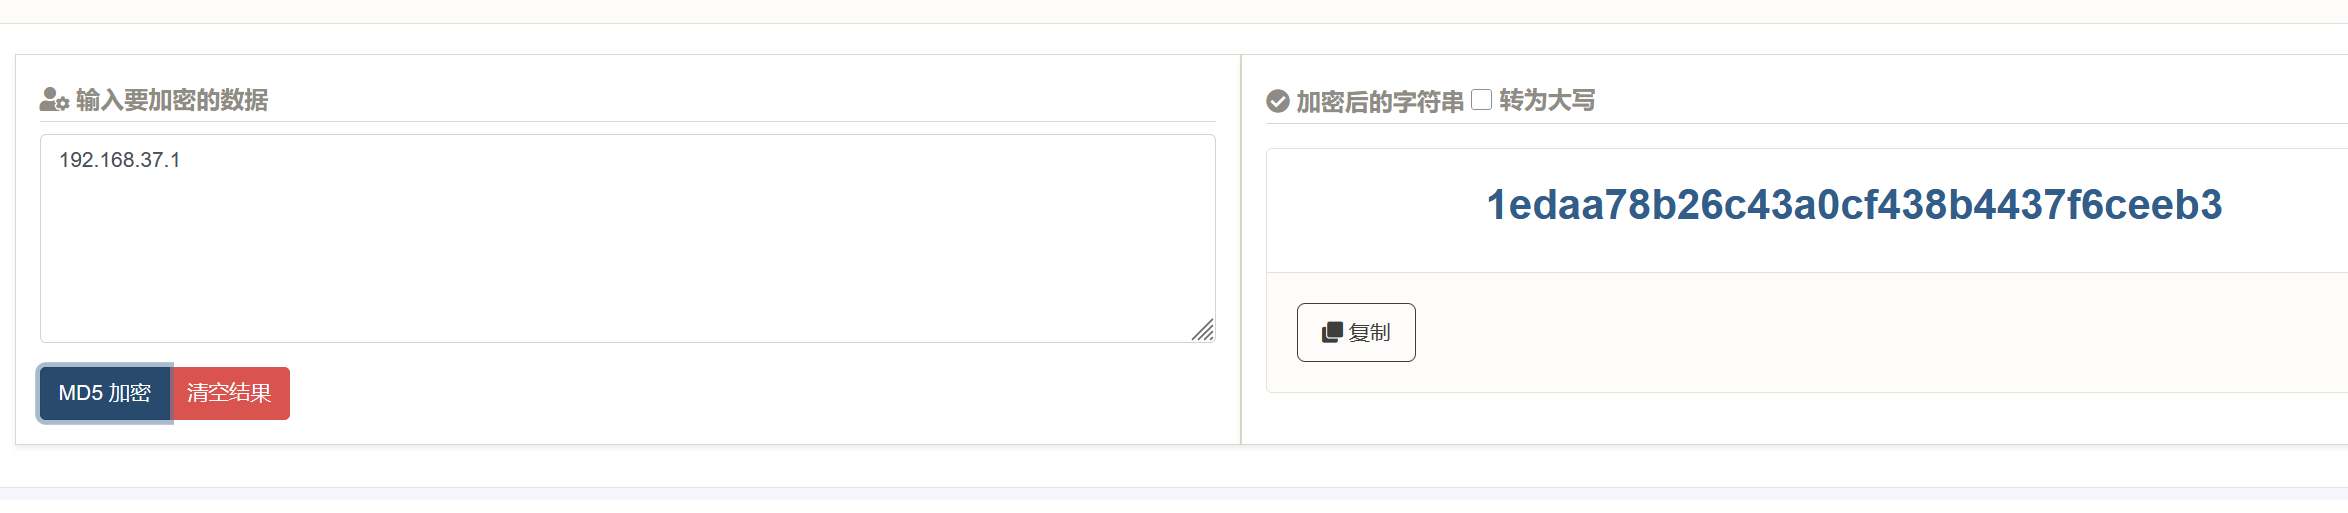 输入要加密的数据
192.168.37.1
MD5 加密
清空结果
加密后的字符串 转为大写
1edaa78b26c43a0cf438b4437f6ceeb3
复制